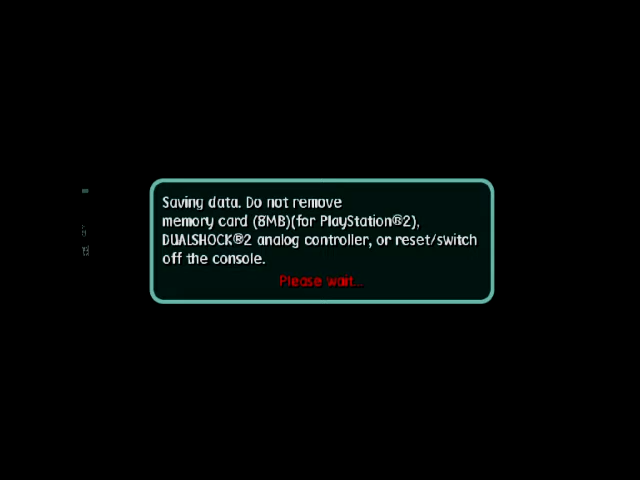 Saving data. Do not remove
memory card (8MB)(for PlayStation®2),
DUALSHOCK®2 analog controller, or reset/switch
off the console.
Please wait...